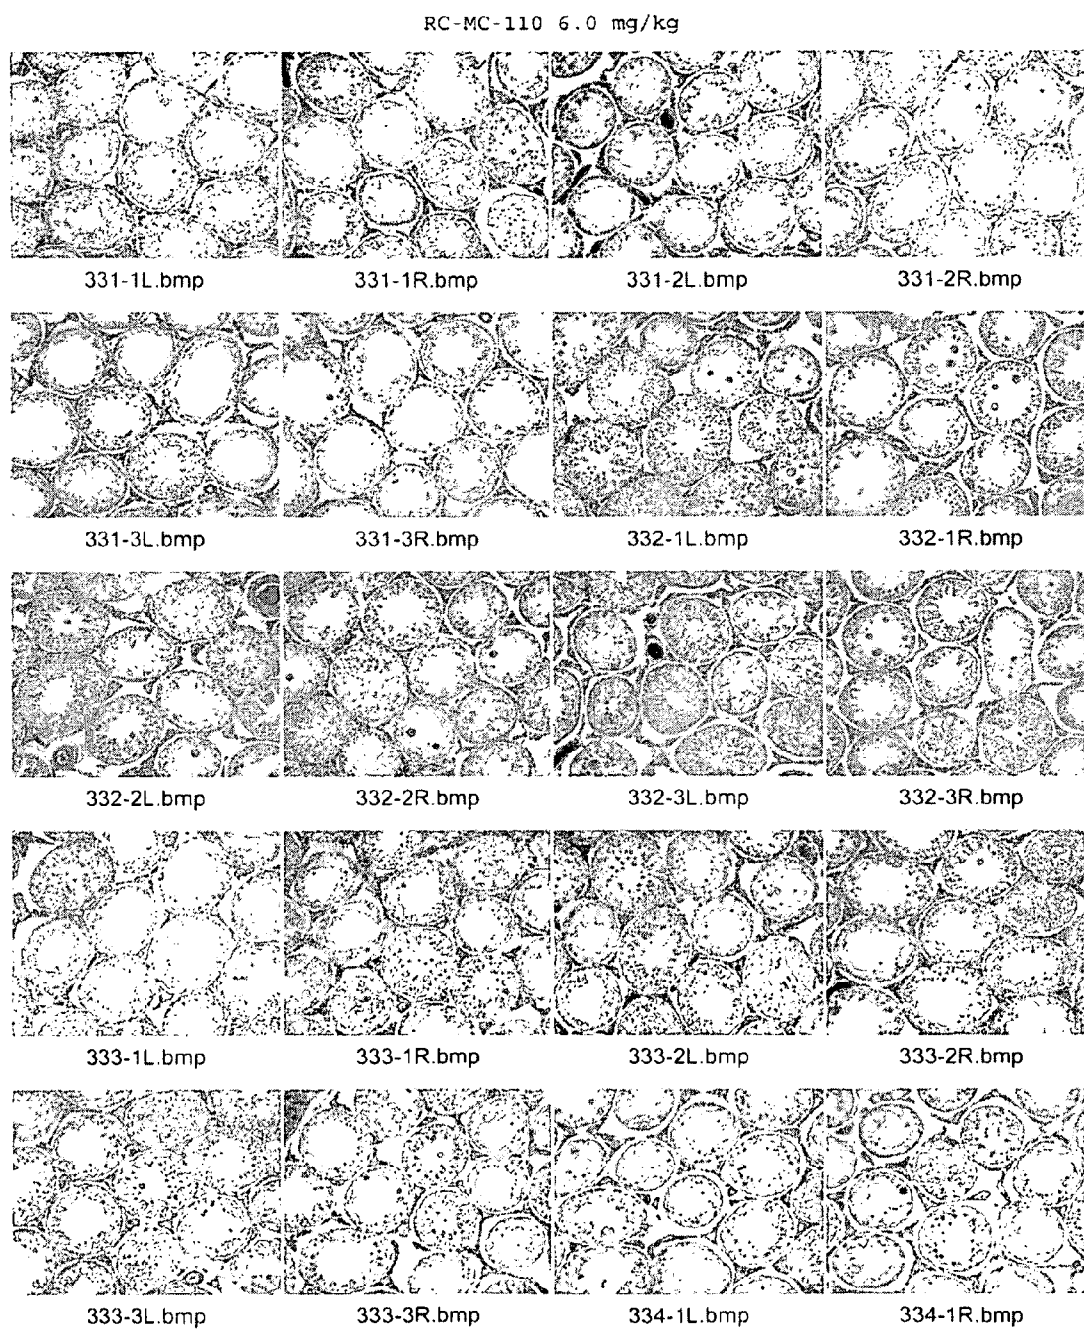 RC-MC-110 6.0 mg/kg
331-1L.bmp 331-1R.bmp 331-2L.bmp 331-2R.bmp
331-3L.bmp 331-3R.bmp 332-1L.bmp 332-1R.bmp
332-2L.bmp 332-2R.bmp 332-3L.bmp 332-3R.bmp
333-1L.bmp 333-1R.bmp 333-2L.bmp 333-2R.bmp
333-3L.bmp 333-3R.bmp 334-1L.bmp 334-1R.bmp